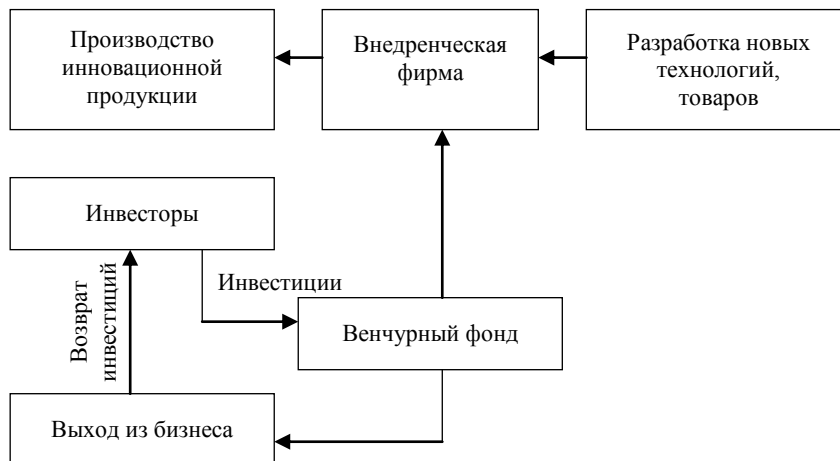 Производство
инновационной
продукции
Внедренческая
фирма
Разработка новых
технологий,
товаров
Инвесторы
Инвестиции
Возврат
инвестиций
Венчурный фонд
Выход из бизнеса